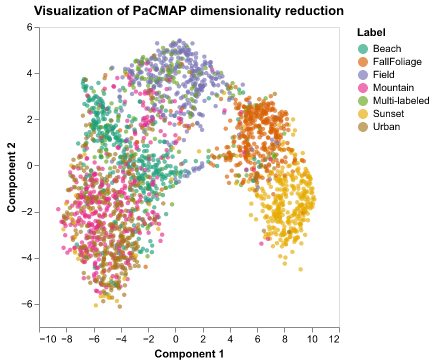 Visualization of PaCMAP dimensionality reduction
Label
Beach
FallFoliage
Field
Mountain
Multi-labeled
Sunset
Urban
Component 2
6
4
2
0
−2
−4
−6
−10 −8 −6 −4 −2 0 2 4 6 8 10 12
Component 1